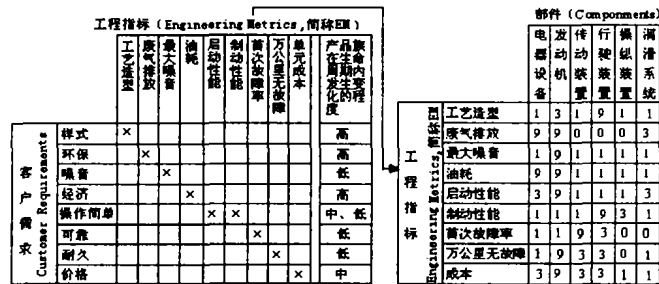 工程指标(Engineering Metrics,简称EM)
工艺造型
废气排放
最大噪音
油耗
启动性能
制动性能
首次故障率
万公里无故障
单元成本
产品族在生命周期内发生变化的程度
客户需求
Customer Requirements
样式 × 高
环保 × 高
噪音 × 低
经济 × 高
操作简单 × × 中、低
可靠 × 低
耐久 × 低
价格 × 中
部件(Componments)
电器设备
发动机
传动装置
行驶装置
操纵装置
润滑系统
工程指标
Engineering Metrics,简称EM
工艺造型 1 3 1 9 1 1
废气排放 9 9 0 0 0 3
最大噪音 1 9 1 1 1 1
油耗 9 9 1 1 1 1
启动性能 3 9 1 1 1 3
制动性能 1 1 1 9 3 1
首次故障率 1 1 9 3 0 0
万公里无故障 1 9 3 3 0 1
成本 3 9 3 3 1 1